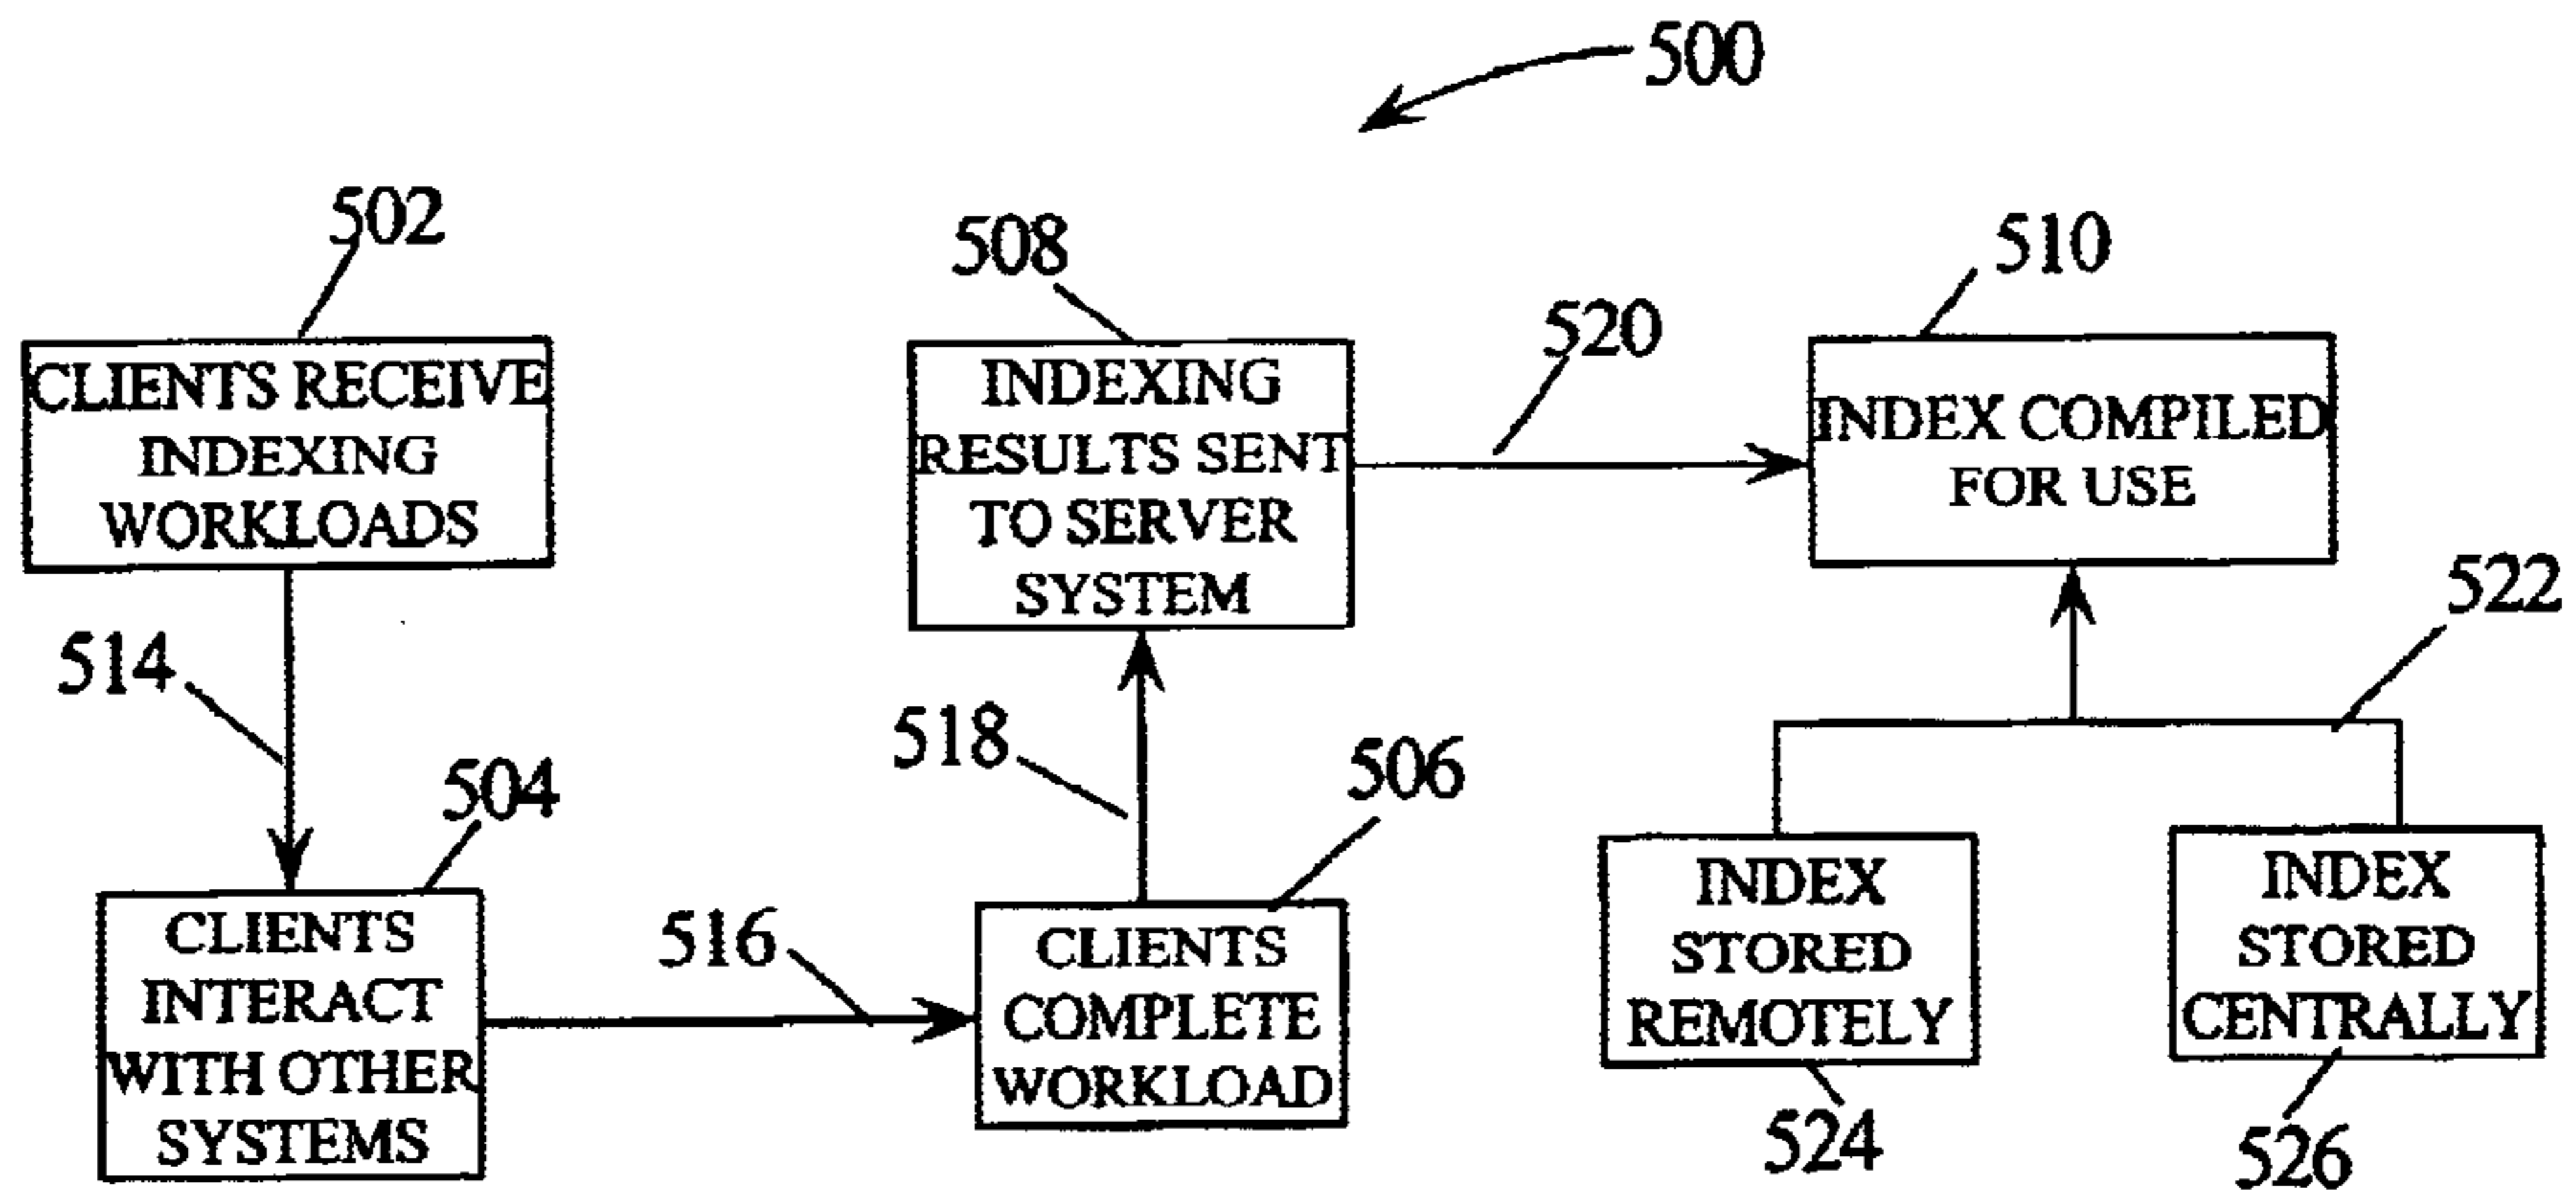 500
502
CLIENTS RECEIVE
INDEXING
WORKLOADS
514
504
CLIENTS
INTERACT
WITH OTHER
SYSTEMS
516
506
CLIENTS
COMPLETE
WORKLOAD
518
508
INDEXING
RESULTS SENT
TO SERVER
SYSTEM
520
510
INDEX COMPILED
FOR USE
522
INDEX
STORED
REMOTELY
524
INDEX
STORED
CENTRALLY
526